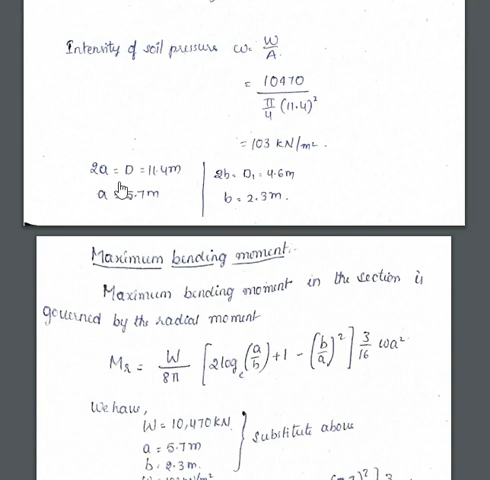 Intensity of soil pressure w = W/A
= 10470 / π/4 (11.4)²
= 103 kN/m².
2a = D = 11.4m | 2b = D₁ = 4.6m
a = 5.7m | b = 2.3m.
Maximum bending moment.
Maximum bending moment in the section is
governed by the radial moment
Mr = W/8π [2logₑ(a/b) + 1 - (b/a)²] 3/16 wa²
We have,
W = 10,470 kN
a = 5.7m
b = 2.3m.
} substitute above